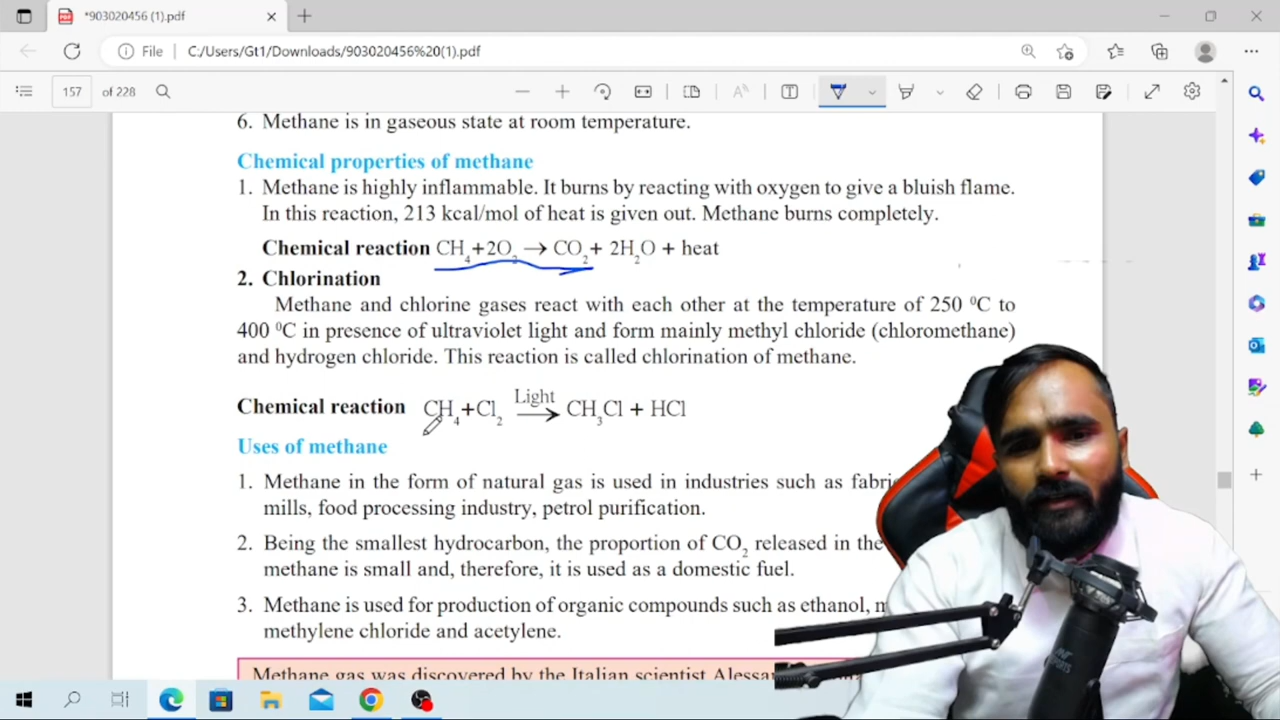 *903020456 (1).pdf
File | C:/Users/Gt1/Downloads/903020456%20(1).pdf
157 of 228
6. Methane is in gaseous state at room temperature.
Chemical properties of methane
1. Methane is highly inflammable. It burns by reacting with oxygen to give a bluish flame.
In this reaction, 213 kcal/mol of heat is given out. Methane burns completely.
Chemical reaction CH₄+2O₂ → CO₂+ 2H₂O + heat
2. Chlorination
Methane and chlorine gases react with each other at the temperature of 250 ⁰C to
400 ⁰C in presence of ultraviolet light and form mainly methyl chloride (chloromethane)
and hydrogen chloride. This reaction is called chlorination of methane.
Light
Chemical reaction CH₄+Cl₂ → CH₃Cl + HCl
Uses of methane
1. Methane in the form of natural gas is used in industries such as fabri
mills, food processing industry, petrol purification.
2. Being the smallest hydrocarbon, the proportion of CO₂ released in the
methane is small and, therefore, it is used as a domestic fuel.
3. Methane is used for production of organic compounds such as ethanol,
methylene chloride and acetylene.
Methane gas was discovered by the Italian scientist Alessa